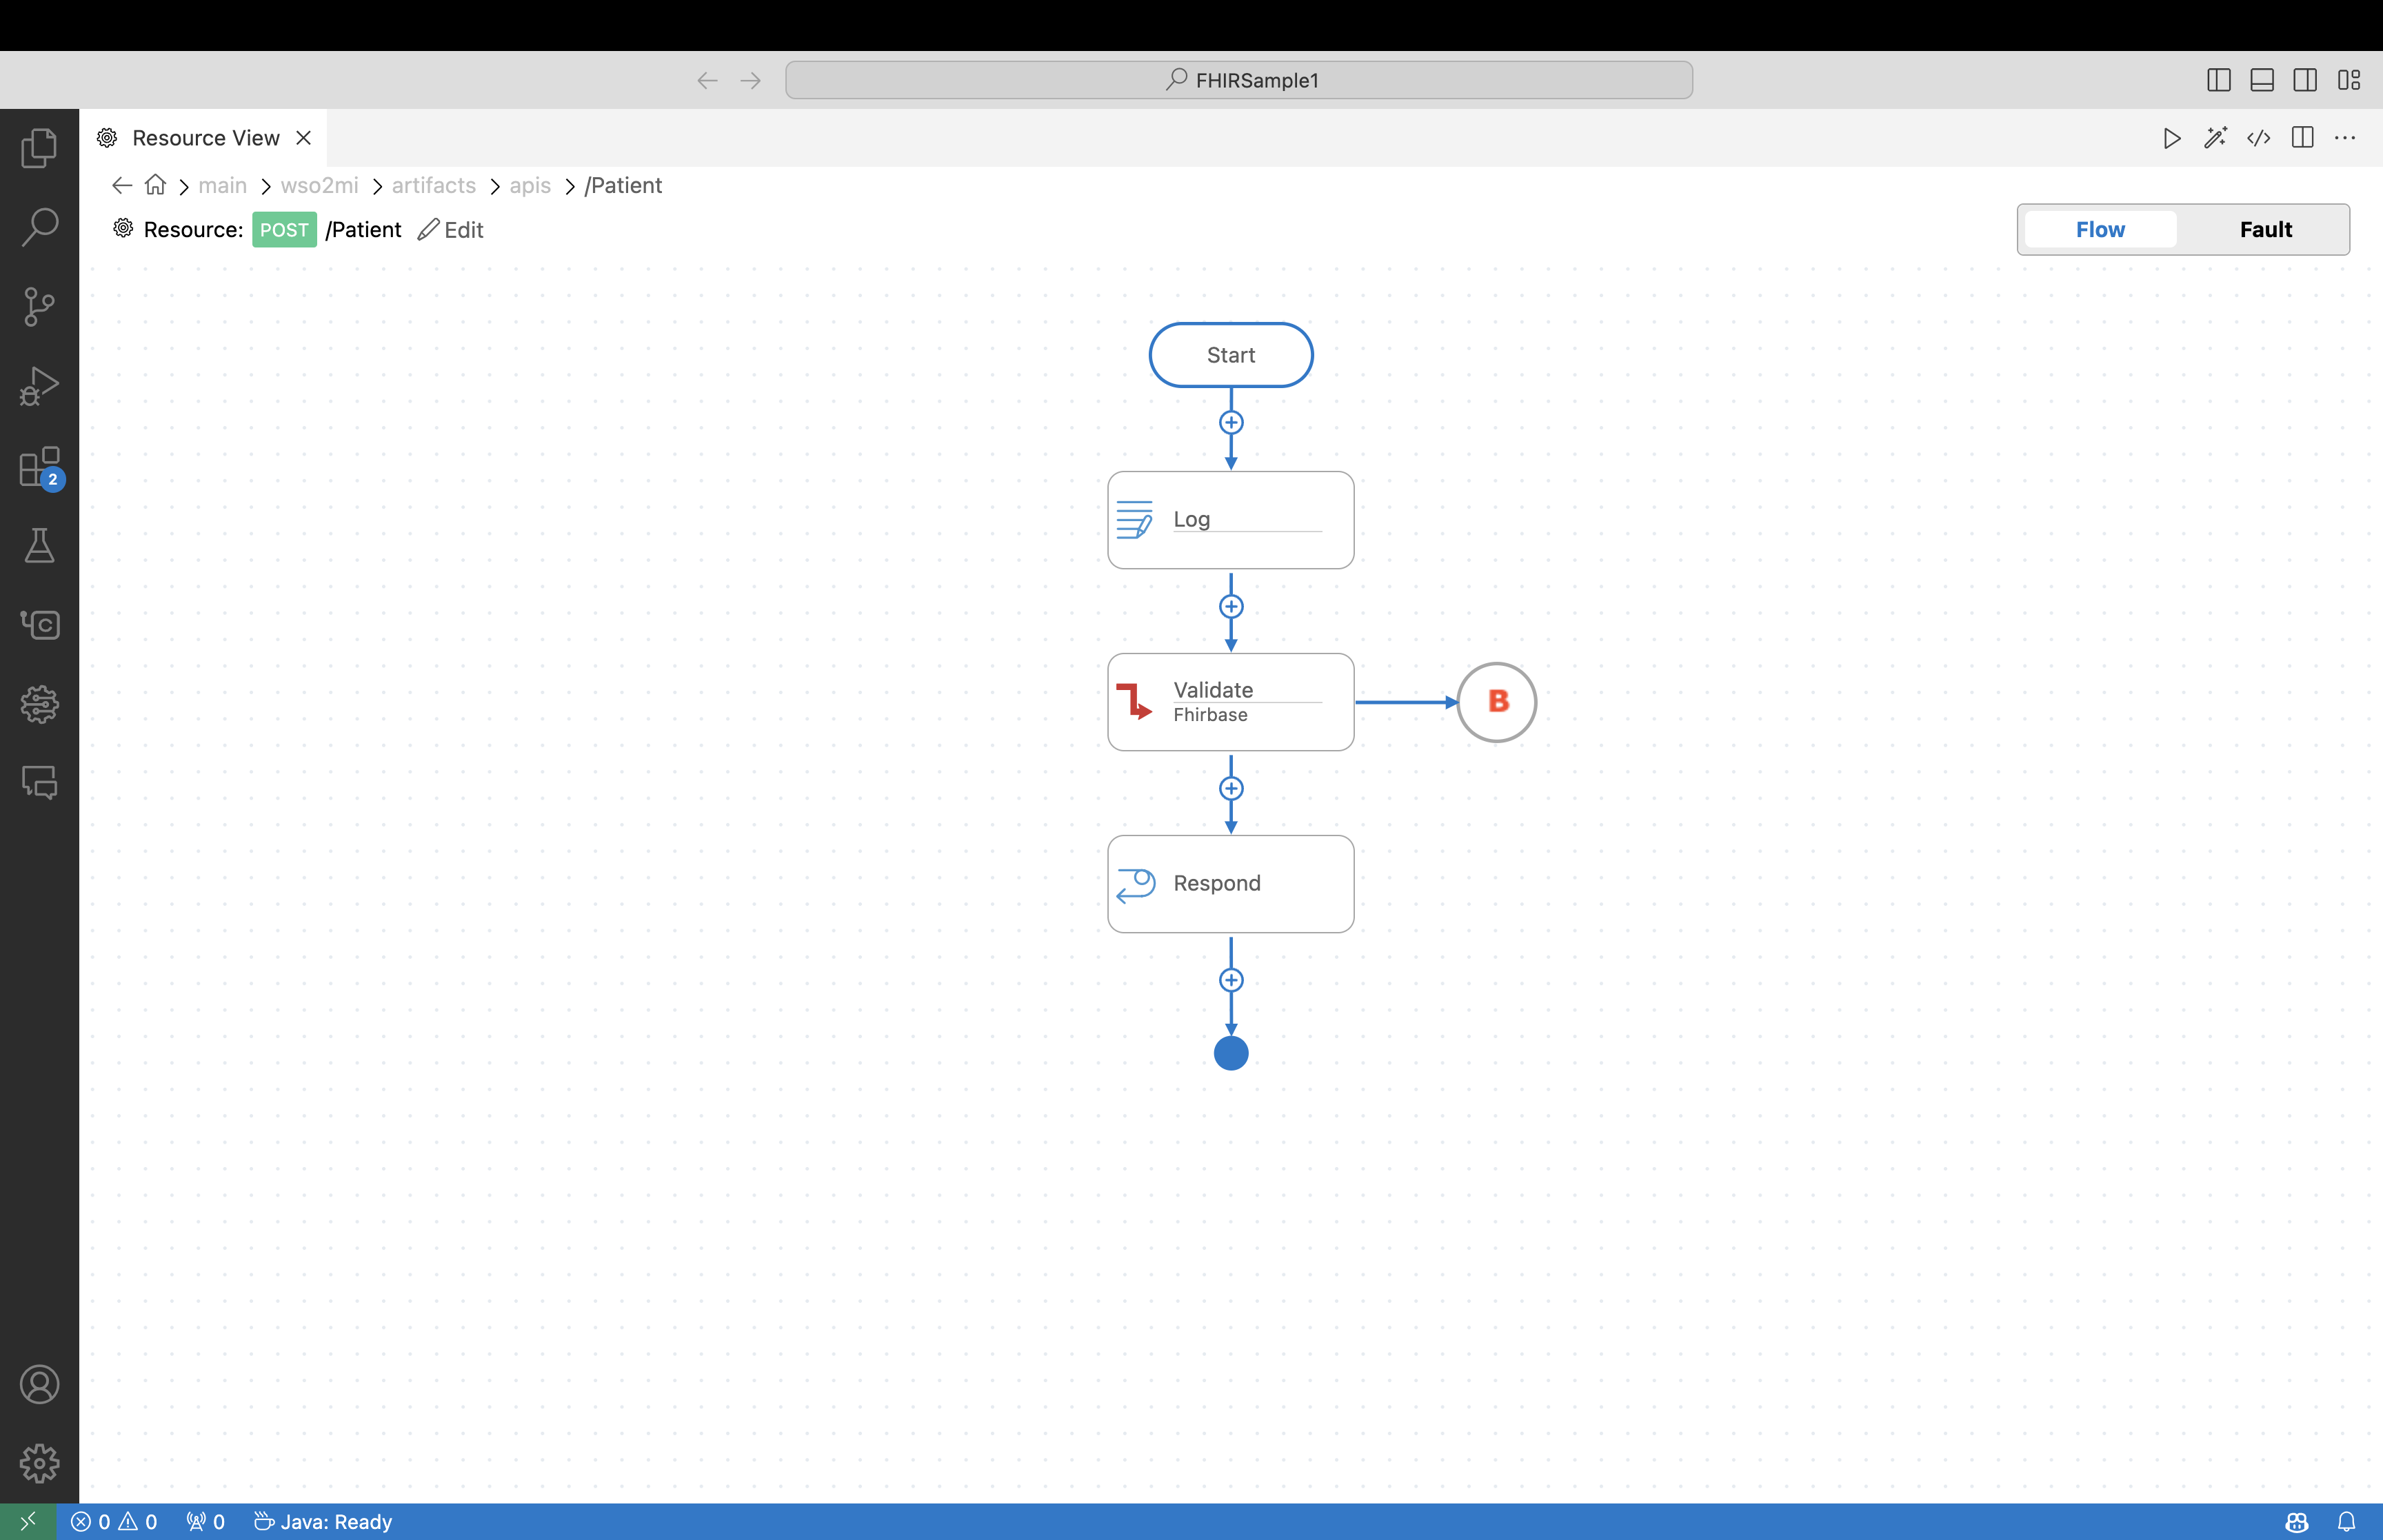 FHIRSample1
Resource View
main wso2mi artifacts apis /Patient
Resource: POST /Patient Edit
Flow Fault
Start
Log
Validate
Fhirbase
B
Respond
2
C
0 0 0 Java: Ready